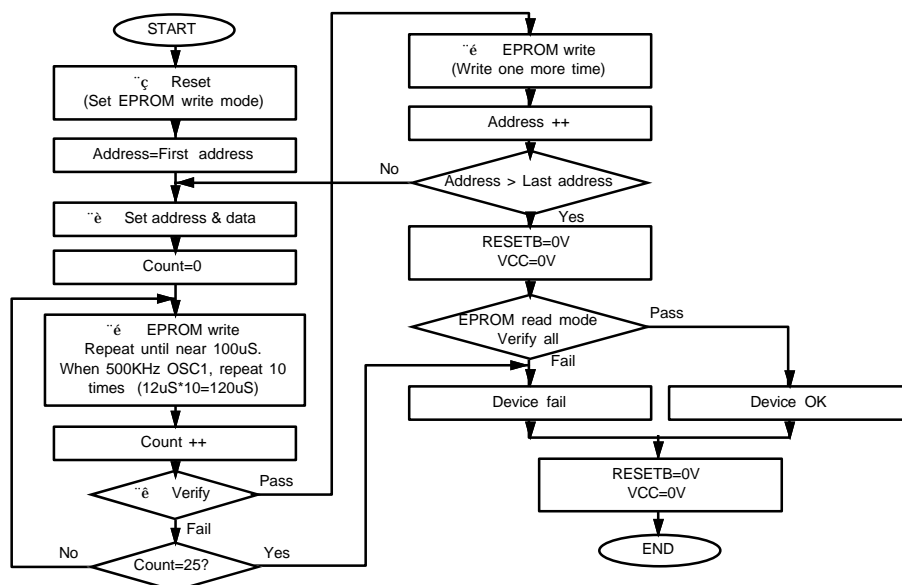 START
¨ç Reset
(Set EPROM write mode)
Address=First address
¨è Set address & data
Count=0
¨é EPROM write
Repeat until near 100uS.
When 500KHz OSC1, repeat 10
times (12uS*10=120uS)
Count ++
¨ê Verify
Pass
Fail
Count=25?
No
Yes
¨é EPROM write
(Write one more time)
Address ++
Address > Last address
No
Yes
RESETB=0V
VCC=0V
EPROM read mode
Verify all
Pass
Fail
Device fail
Device OK
RESETB=0V
VCC=0V
END